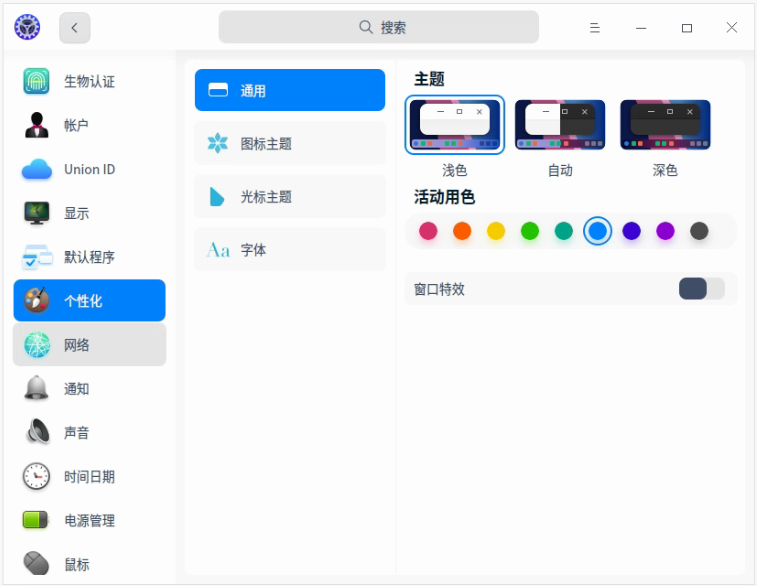 搜索
生物认证
帐户
Union ID
显示
默认程序
个性化
网络
通知
声音
时间日期
电源管理
鼠标
通用
图标主题
光标主题
Aa 字体
主题
浅色 自动 深色
活动用色
窗口特效